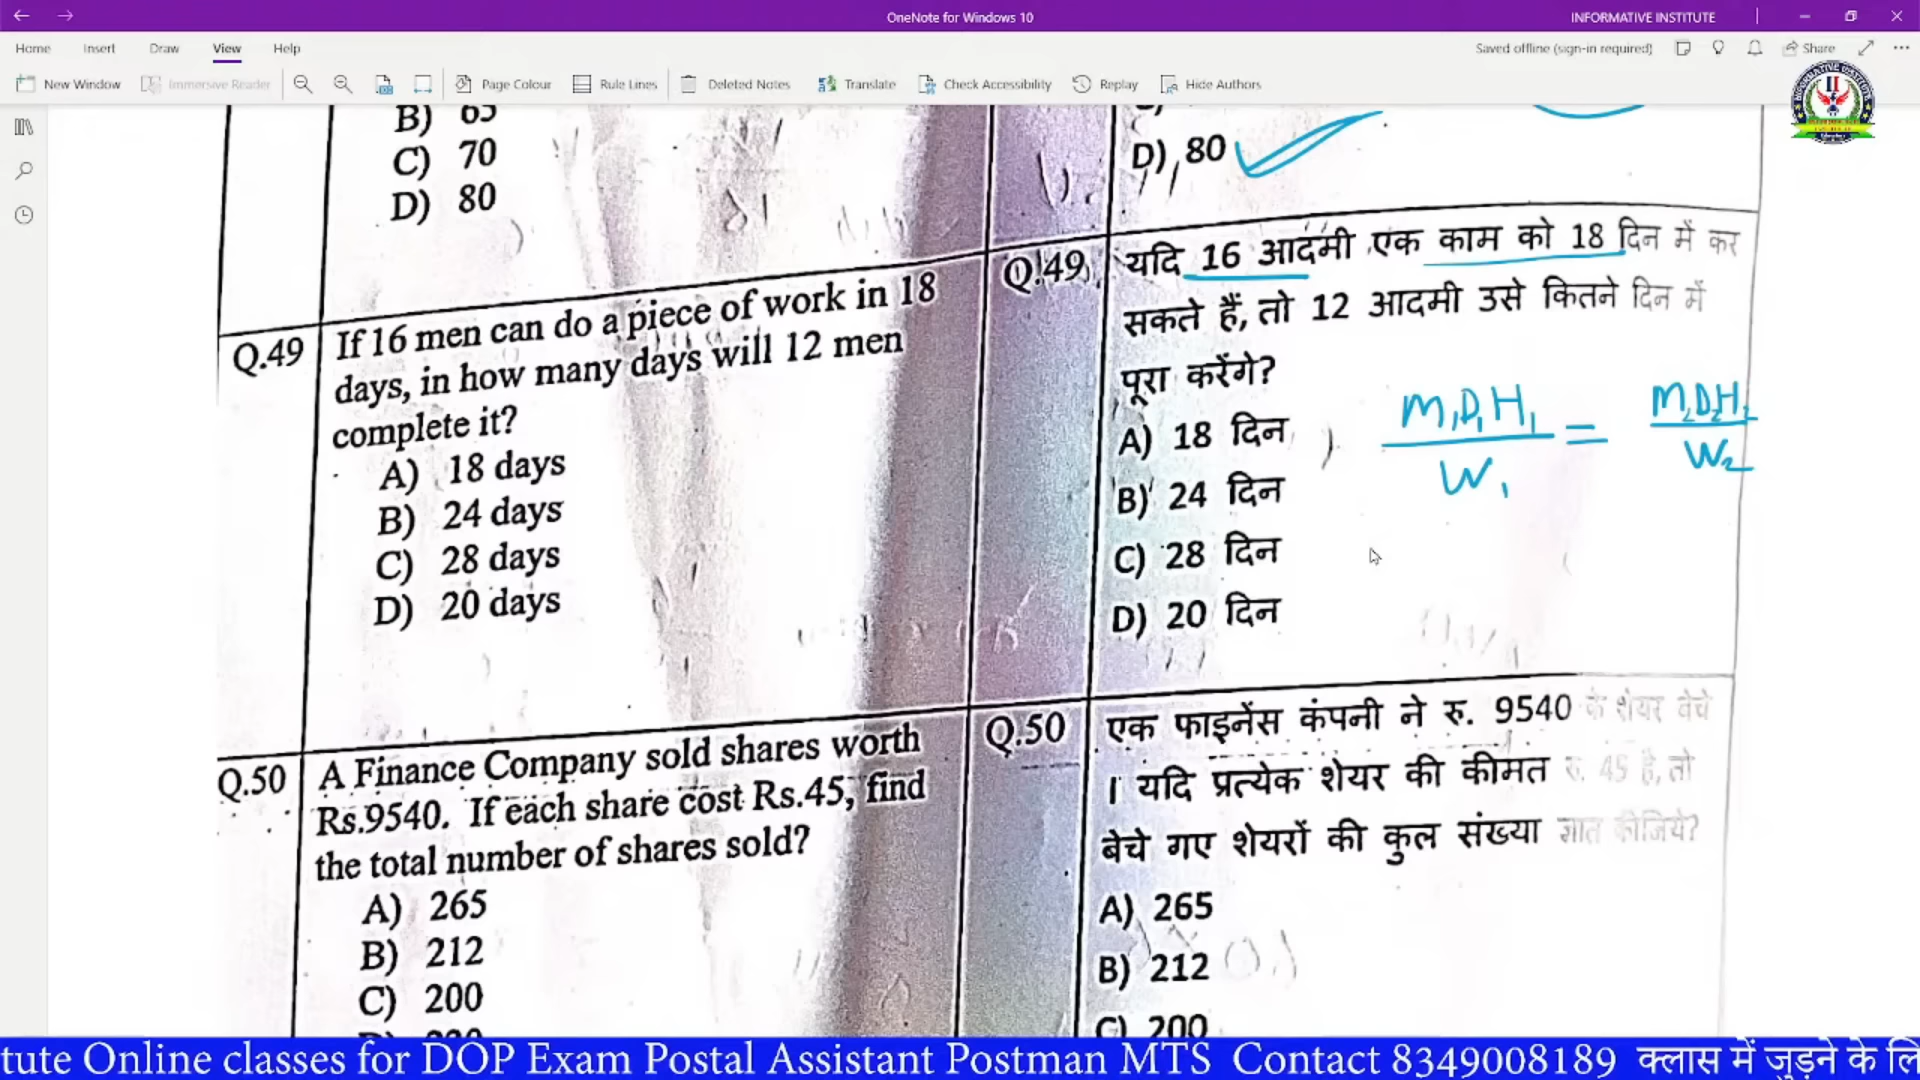 OneNote for Windows 10
INFORMATIVE INSTITUTE
Home Insert Draw View Help
Saved offline (sign-in required)
Share
New Window
Immersive Reader
Page Colour
Rule Lines
Deleted Notes
Translate
Check Accessibility
Replay
Hide Authors
B) 65
C) 70
D) 80
D) 80
Q.49 If 16 men can do a piece of work in 18
days, in how many days will 12 men
complete it?
A) 18 days
B) 24 days
C) 28 days
D) 20 days
Q.49 यदि 16 आदमी एक काम को 18 दिन में कर
सकते हैं, तो 12 आदमी उसे कितने दिन में
पूरा करेंगे?
A) 18 दिन
B) 24 दिन
C) 28 दिन
D) 20 दिन
M₁D₁H₁ = M₂D₂H₂
W₁ W₂
Q.50 A Finance Company sold shares worth
Rs.9540. If each share cost Rs.45, find
the total number of shares sold?
A) 265
B) 212
C) 200
Q.50 एक फाइनेंस कंपनी ने रु. 9540 के शेयर बेचे
। यदि प्रत्येक शेयर की कीमत रु. 45 है, तो
बेचे गए शेयरों की कुल संख्या ज्ञात कीजिये?
A) 265
B) 212
C) 200
tute Online classes for DOP Exam Postal Assistant Postman MTS Contact 8349008189 क्लास में जुड़ने के लि